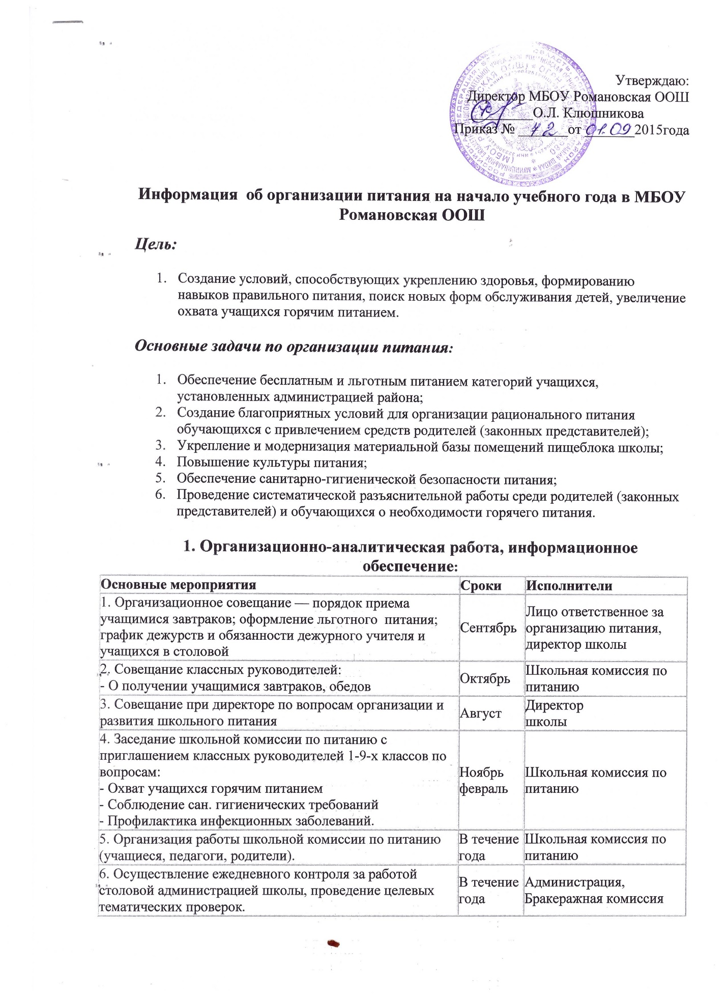 Утверждаю:
Директор МБОУ Романовская ООШ
О.Л. Клюшникова
Приказ № 72 от 01.09 2015года
Информация об организации питания на начало учебного года в МБОУ
Романовская ООШ
Цель:
1. Создание условий, способствующих укреплению здоровья, формированию
навыков правильного питания, поиск новых форм обслуживания детей, увеличение
охвата учащихся горячим питанием.
Основные задачи по организации питания:
1. Обеспечение бесплатным и льготным питанием категорий учащихся,
установленных администрацией района;
2. Создание благоприятных условий для организации рационального питания
обучающихся с привлечением средств родителей (законных представителей);
3. Укрепление и модернизация материальной базы помещений пищеблока школы;
4. Повышение культуры питания;
5. Обеспечение санитарно-гигиенической безопасности питания;
6. Проведение систематической разъяснительной работы среди родителей (законных
представителей) и обучающихся о необходимости горячего питания.
1. Организационно-аналитическая работа, информационное
обеспечение:
Основные мероприятия Сроки Исполнители
1. Организационное совещание — порядок приема
учащимися завтраков; оформление льготного питания;
график дежурств и обязанности дежурного учителя и
учащихся в столовой
Сентябрь
Лицо ответственное за
организацию питания,
директор школы
2. Совещание классных руководителей:
- О получении учащимися завтраков, обедов
Октябрь
Школьная комиссия по
питанию
3. Совещание при директоре по вопросам организации и
развития школьного питания
Август
Директор
школы
4. Заседание школьной комиссии по питанию с
приглашением классных руководителей 1-9-х классов по
вопросам:
- Охват учащихся горячим питанием
- Соблюдение сан. гигиенических требований
- Профилактика инфекционных заболеваний.
Ноябрь
февраль
Школьная комиссия по
питанию
5. Организация работы школьной комиссии по питанию
(учащиеся, педагоги, родители).
В течение
года
Школьная комиссия по
питанию
6. Осуществление ежедневного контроля за работой
столовой администрацией школы, проведение целевых
тематических проверок.
В течение
года
Администрация,
Бракеражная комиссия